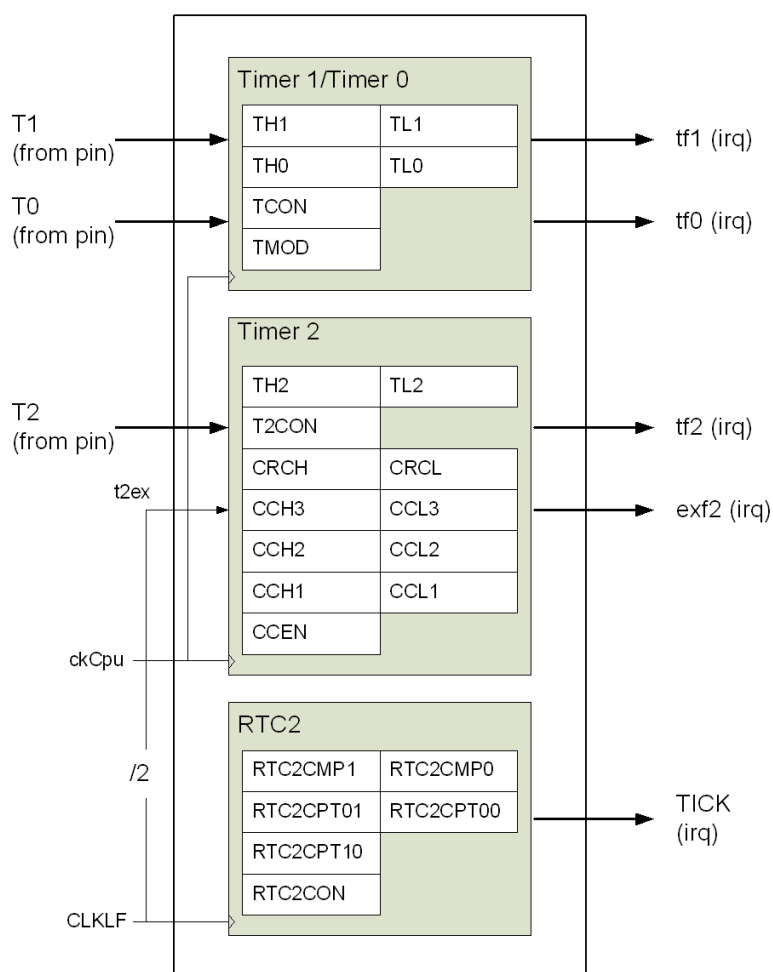 Timer 1/Timer 0
T1
(from pin)
TH1 TL1
tf1 (irq)
TH0 TL0
T0
(from pin)
TCON
tf0 (irq)
TMOD
Timer 2
TH2 TL2
T2
(from pin)
T2CON
tf2 (irq)
CRCH CRCL
t2ex
CCH3 CCL3
exf2 (irq)
CCH2 CCL2
CCH1 CCL1
CCEN
ckCpu
RTC2
RTC2CMP1 RTC2CMP0
/2
RTC2CPT01 RTC2CPT00
TICK
(irq)
RTC2CPT10
RTC2CON
CLKLF